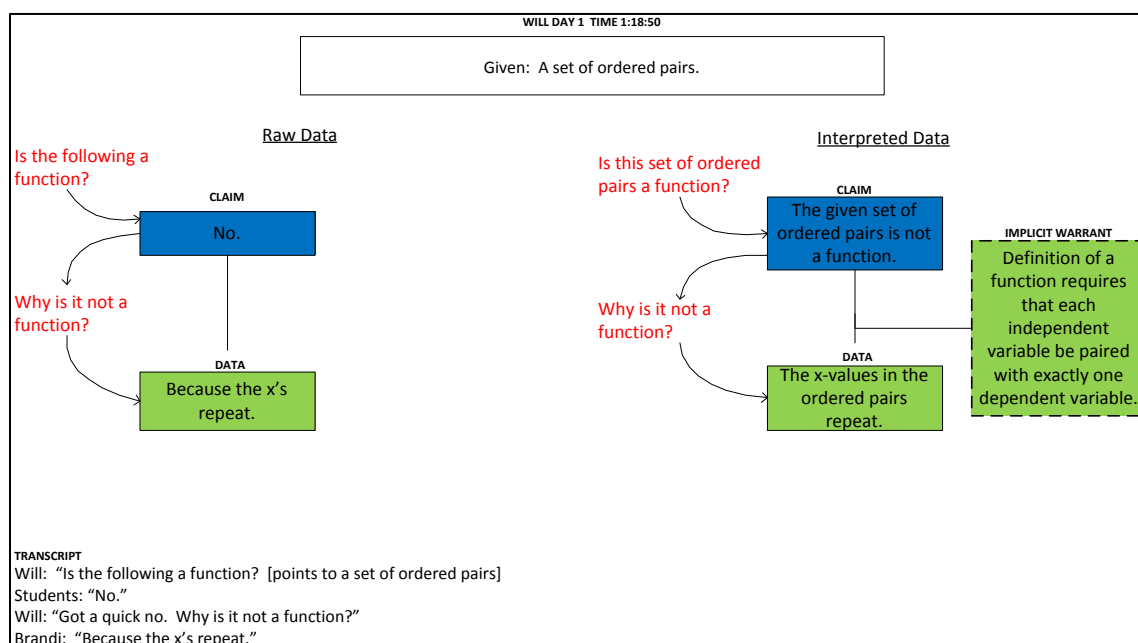 WILL DAY 1  TIME 1:18:50
Given:  A set of ordered pairs.
Raw Data
Is the following a
function?
CLAIM
No.
Why is it not a
function?
DATA
Because the x’s
repeat.
Interpreted Data
Is this set of ordered
pairs a function?
CLAIM
The given set of
ordered pairs is not
a function.
IMPLICIT WARRANT
Definition of a
function requires
that each
independent
variable be paired
with exactly one
dependent variable.
Why is it not a
function?
DATA
The x-values in the
ordered pairs
repeat.
TRANSCRIPT
Will:  “Is the following a function?  [points to a set of ordered pairs]
Students: “No.”
Will: “Got a quick no.  Why is it not a function?”
Brandi:  “Because the x’s repeat.”